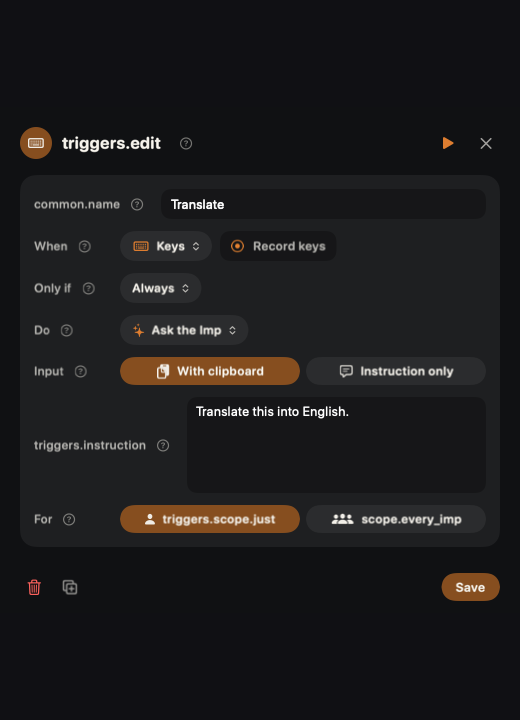 triggers.edit
common.name
Translate
When
Keys
Record keys
Only if
Always
Do
Ask the Imp
Input
With clipboard
Instruction only
triggers.instruction
Translate this into English.
For
triggers.scope.just
scope.every_imp
Save